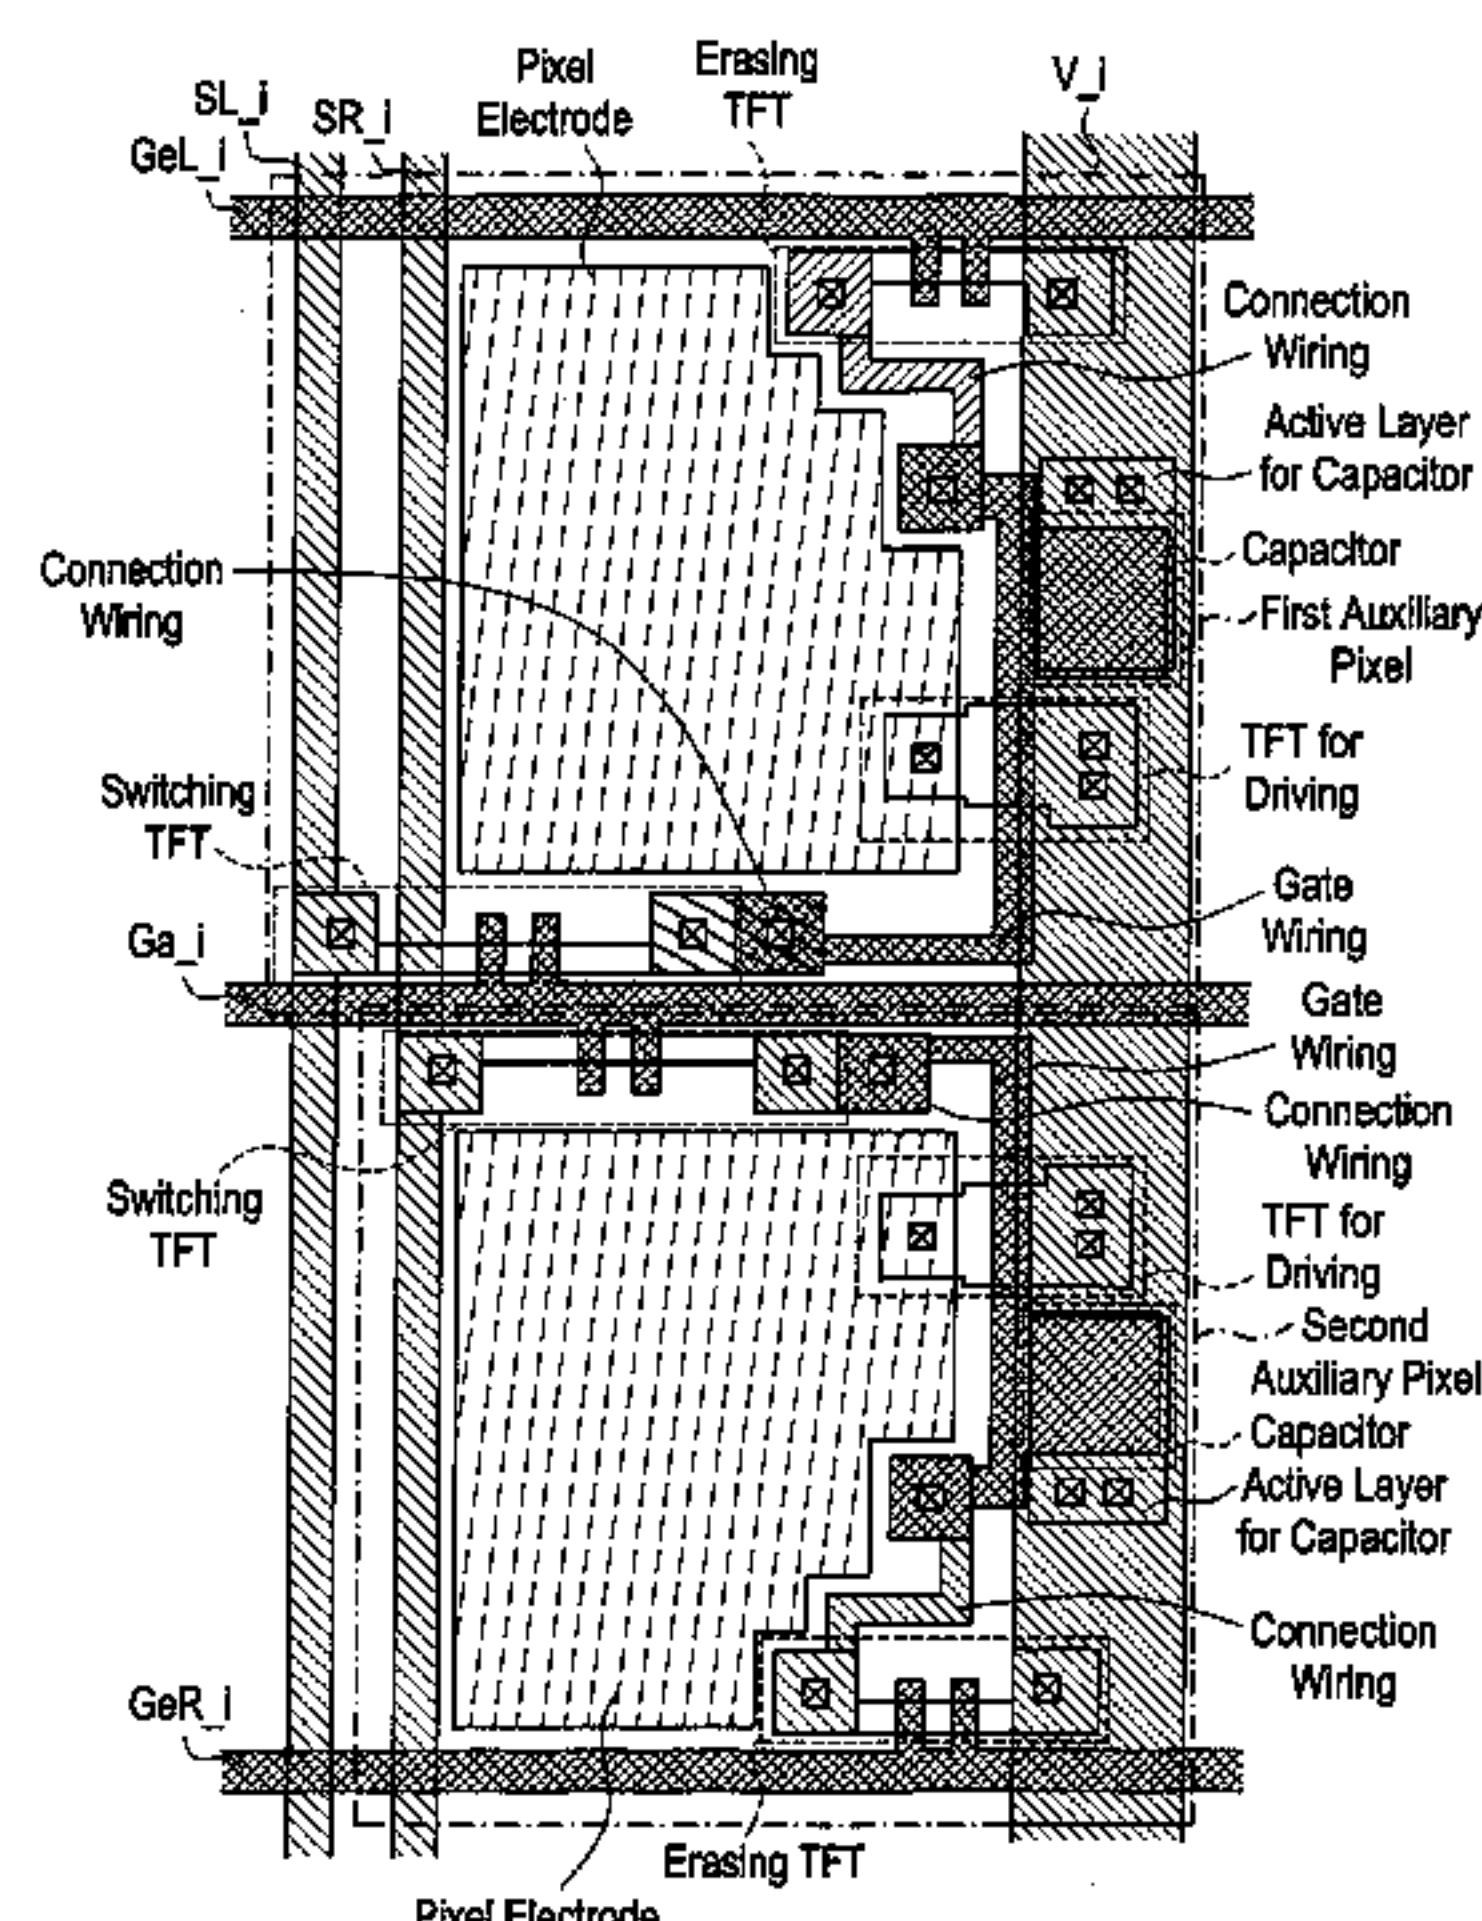 Pixel
Electrode
Erasing
TFT
V_i
SL_i
SR_i
GeL_i
Connection
Wiring
Active Layer
for Capacitor
Capacitor
First Auxiliary
Pixel
Connection
Wiring
TFT for
Driving
Switching
TFT
Gate
Wiring
Ga_i
Gate
Wiring
Connection
Wiring
Switching
TFT
TFT for
Driving
Second
Auxiliary Pixel
Capacitor
Active Layer
for Capacitor
Connection
Wiring
GeR_i
Erasing TFT
Pixel Electrode